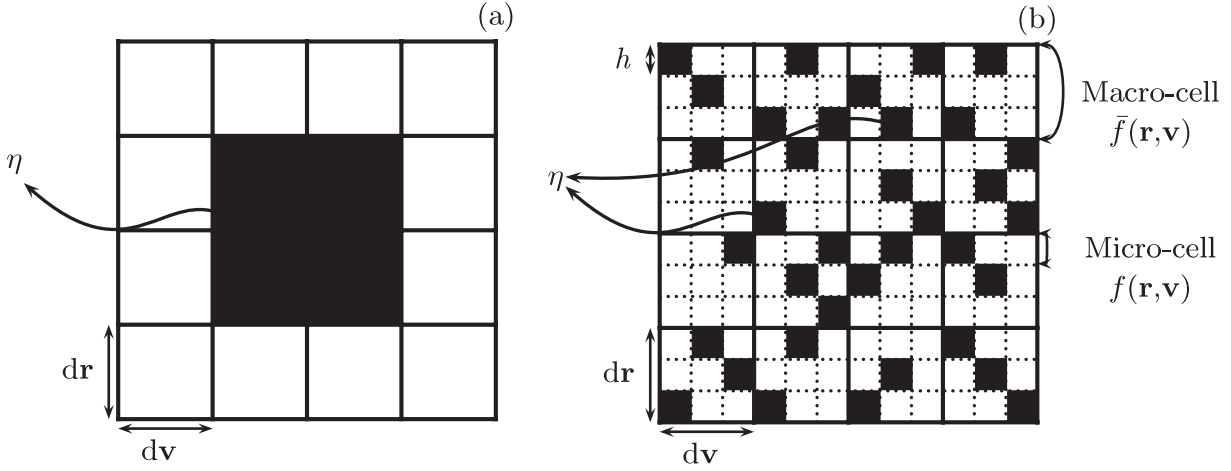 (a)
η
dr
dv
(b)
h
η
dr
dv
Macro-cell
f̄(r,v)
Micro-cell
f(r,v)